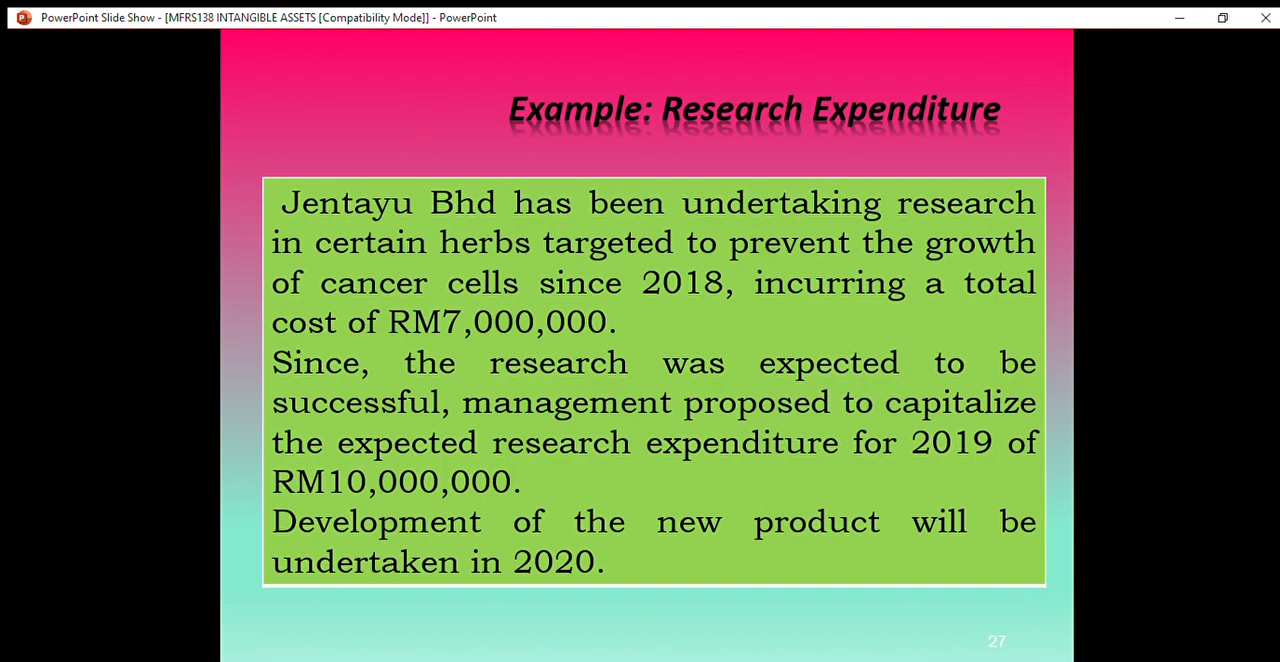 PowerPoint Slide Show - [MFRS138 INTANGIBLE ASSETS [Compatibility Mode]] - PowerPoint
Example: Research Expenditure
Jentayu Bhd has been undertaking research
in certain herbs targeted to prevent the growth
of cancer cells since 2018, incurring a total
cost of RM7,000,000.
Since, the research was expected to be
successful, management proposed to capitalize
the expected research expenditure for 2019 of
RM10,000,000.
Development of the new product will be
undertaken in 2020.
27